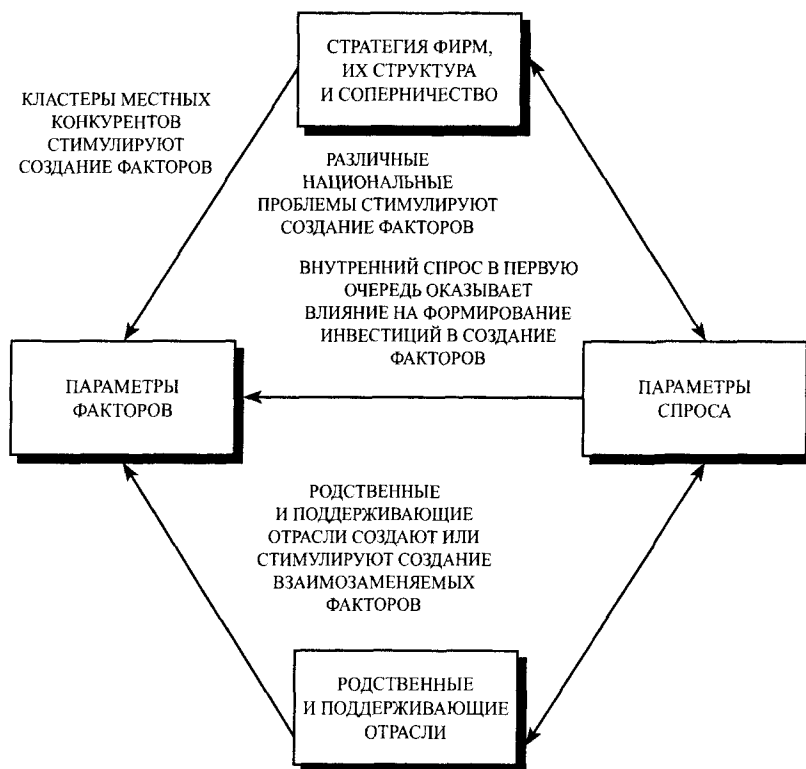 СТРАТЕГИЯ ФИРМ,
ИХ СТРУКТУРА
И СОПЕРНИЧЕСТВО
КЛАСТЕРЫ МЕСТНЫХ
КОНКУРЕНТОВ
СТИМУЛИРУЮТ
СОЗДАНИЕ ФАКТОРОВ
РАЗЛИЧНЫЕ
НАЦИОНАЛЬНЫЕ
ПРОБЛЕМЫ СТИМУЛИРУЮТ
СОЗДАНИЕ ФАКТОРОВ
ВНУТРЕННИЙ СПРОС В ПЕРВУЮ
ОЧЕРЕДЬ ОКАЗЫВАЕТ
ВЛИЯНИЕ НА ФОРМИРОВАНИЕ
ИНВЕСТИЦИЙ В СОЗДАНИЕ
ФАКТОРОВ
ПАРАМЕТРЫ
ФАКТОРОВ
ПАРАМЕТРЫ
СПРОСА
РОДСТВЕННЫЕ
И ПОДДЕРЖИВАЮЩИЕ
ОТРАСЛИ СОЗДАЮТ ИЛИ
СТИМУЛИРУЮТ СОЗДАНИЕ
ВЗАИМОЗАМЕНЯЕМЫХ
ФАКТОРОВ
РОДСТВЕННЫЕ
И ПОДДЕРЖИВАЮЩИЕ
ОТРАСЛИ